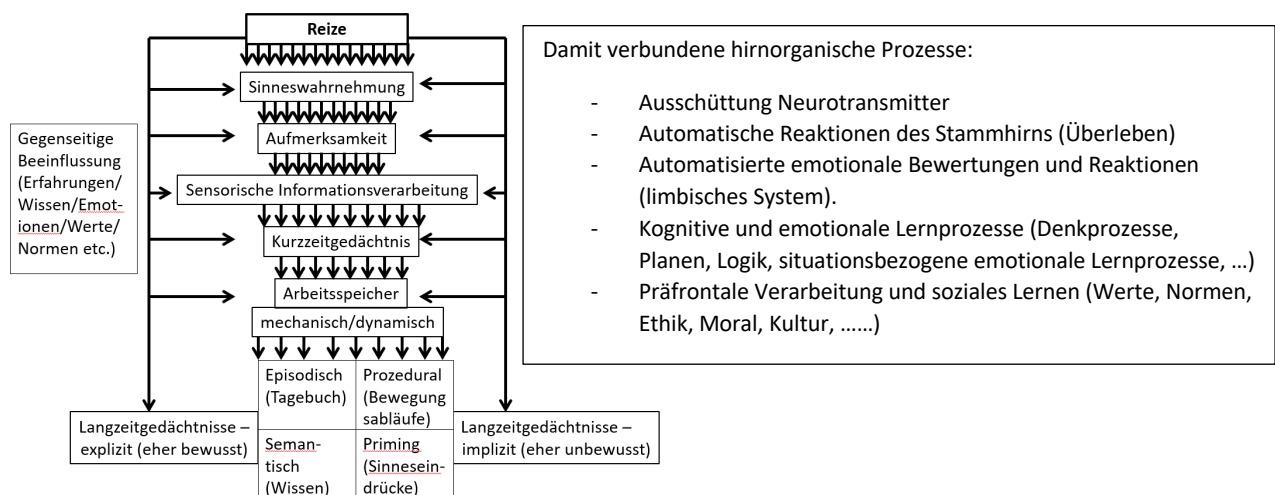 Reize
Sinneswahrnehmung
Aufmerksamkeit
Sensorische Informationsverarbeitung
Kurzzeitgedächtnis
Arbeitsspeicher
mechanisch/dynamisch
Gegenseitige
Beeinflussung
(Erfahrungen/
Wissen/Emot-
ionen/Werte/
Normen etc.)
Episodisch
(Tagebuch)
Prozedural
(Bewegung
sabläufe)
Langzeitgedächtnisse –
explizit (eher bewusst)
Seman-
tisch
(Wissen)
Priming
(Sinnesein-
drücke)
Langzeitgedächtnisse –
implizit (eher unbewusst)
Damit verbundene hirnorganische Prozesse:
- Ausschüttung Neurotransmitter
- Automatische Reaktionen des Stammhirns (Überleben)
- Automatisierte emotionale Bewertungen und Reaktionen
(limbisches System).
- Kognitive und emotionale Lernprozesse (Denkprozesse,
Planen, Logik, situationsbezogene emotionale Lernprozesse, …)
- Präfrontale Verarbeitung und soziales Lernen (Werte, Normen,
Ethik, Moral, Kultur, ……)